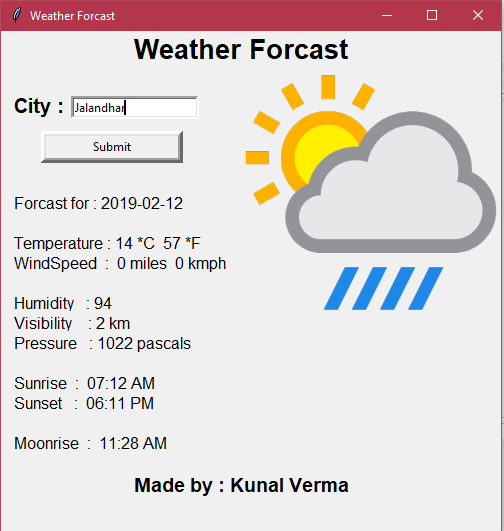 Weather Forcast
Weather Forcast
City : Jalandhar
Submit
Forcast for : 2019-02-12
Temperature : 14 *C 57 *F
WindSpeed : 0 miles 0 kmph
Humidity : 94
Visibility : 2 km
Pressure : 1022 pascals
Sunrise : 07:12 AM
Sunset : 06:11 PM
Moonrise : 11:28 AM
Made by : Kunal Verma